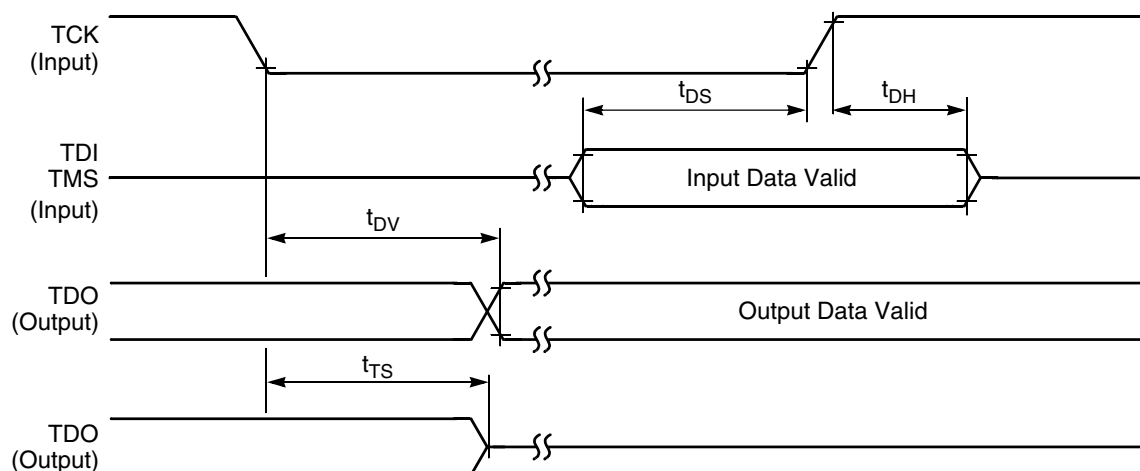 TCK
(Input)
tDS
tDH
TDI
TMS
(Input)
Input Data Valid
tDV
TDO
(Output)
Output Data Valid
tTS
TDO
(Output)